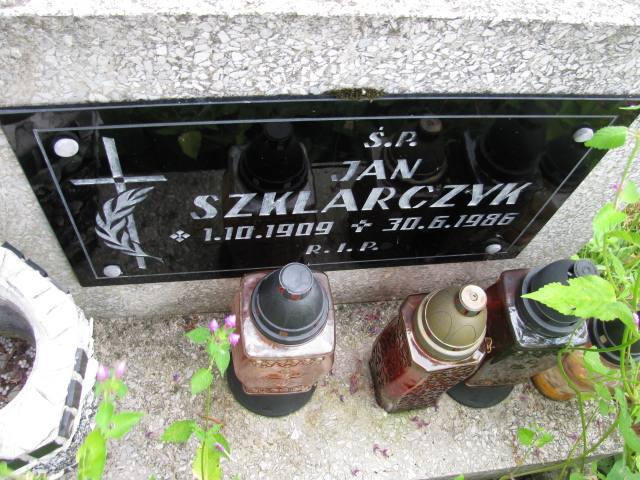 Ś.P.
JAN
SZKLARCZYK
1.10.1909 30.6.1986
R.I.P.